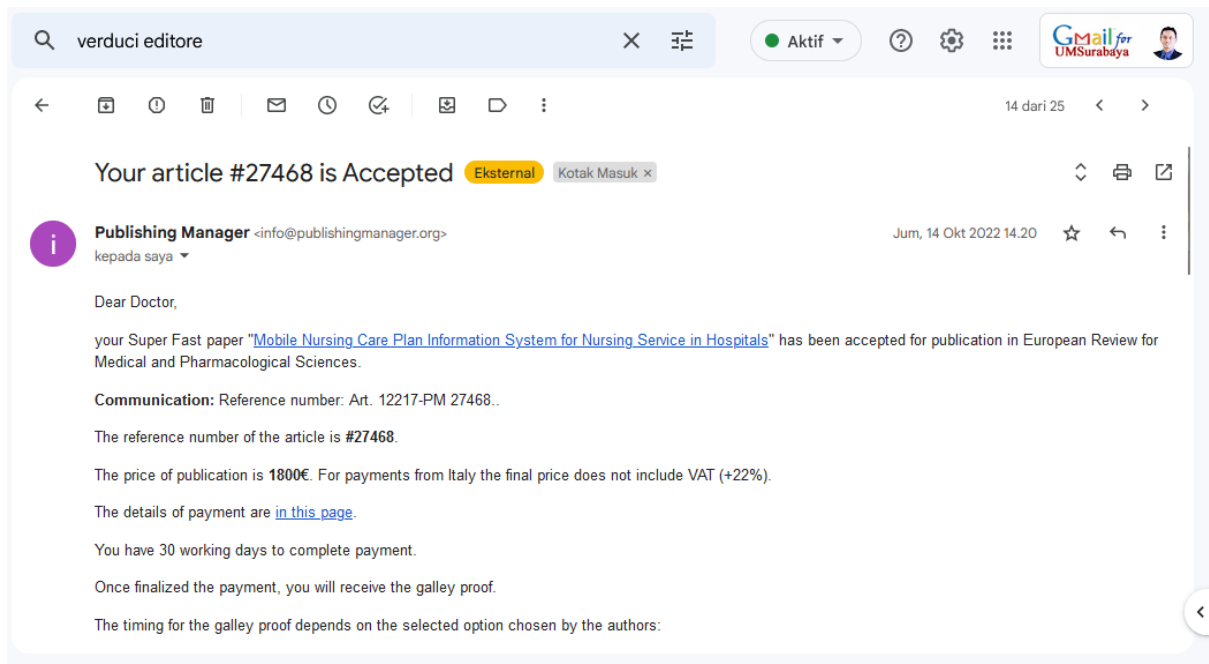 verduci editore
Aktif
Gmail for
UMSurabaya
14 dari 25
Your article #27468 is Accepted Eksternal Kotak Masuk ×
i
Publishing Manager <info@publishingmanager.org>
Jum, 14 Okt 2022 14.20
kepada saya
Dear Doctor,
your Super Fast paper "Mobile Nursing Care Plan Information System for Nursing Service in Hospitals" has been accepted for publication in European Review for
Medical and Pharmacological Sciences.
Communication: Reference number: Art. 12217-PM 27468..
The reference number of the article is #27468.
The price of publication is 1800€. For payments from Italy the final price does not include VAT (+22%).
The details of payment are in this page.
You have 30 working days to complete payment.
Once finalized the payment, you will receive the galley proof.
The timing for the galley proof depends on the selected option chosen by the authors: